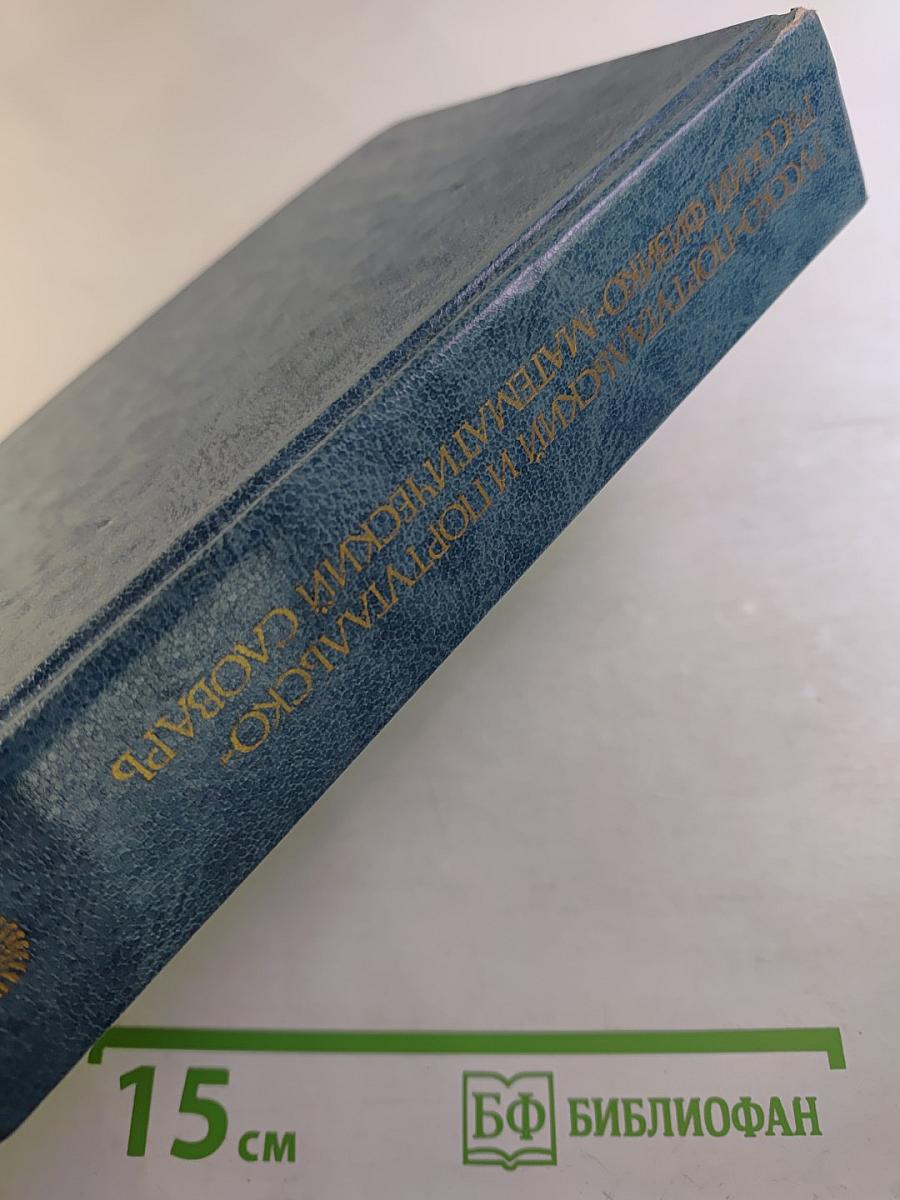 РУССКО-ПОРТУГАЛЬСКИЙ И ПОРТУГАЛЬСКО-
РУССКИЙ ФИЗИКО-МАТЕМАТИЧЕСКИЙ СЛОВАРЬ
15 см
БФ БИБЛИОФАН